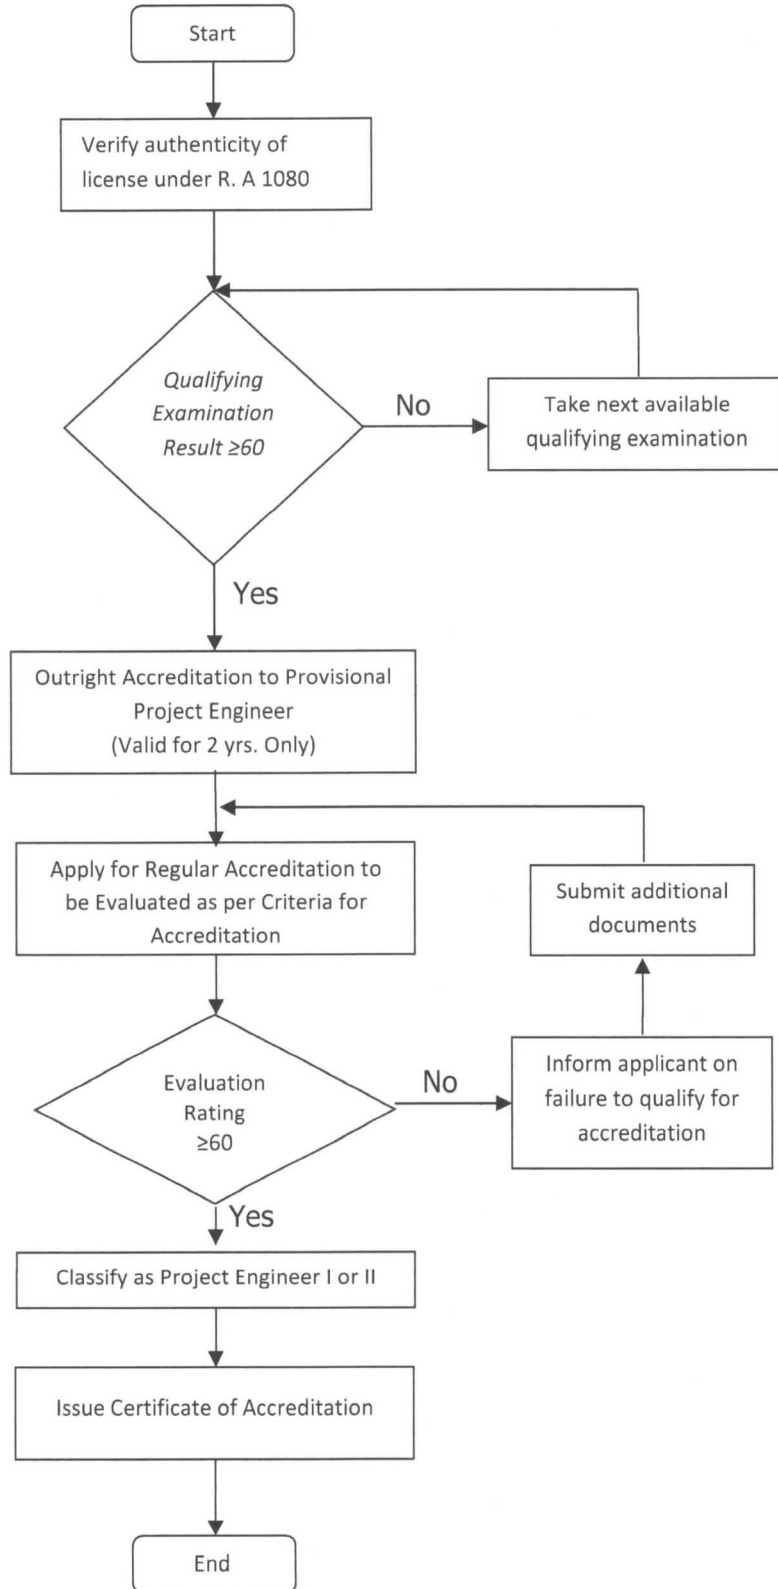 Start
Verify authenticity of
license under R. A 1080
Qualifying
Examination
Result ≥60
No
Take next available
qualifying examination
Yes
Outright Accreditation to Provisional
Project Engineer
(Valid for 2 yrs. Only)
Apply for Regular Accreditation to
be Evaluated as per Criteria for
Accreditation
Submit additional
documents
Evaluation
Rating
≥60
No
Inform applicant on
failure to qualify for
accreditation
Yes
Classify as Project Engineer I or II
Issue Certificate of Accreditation
End